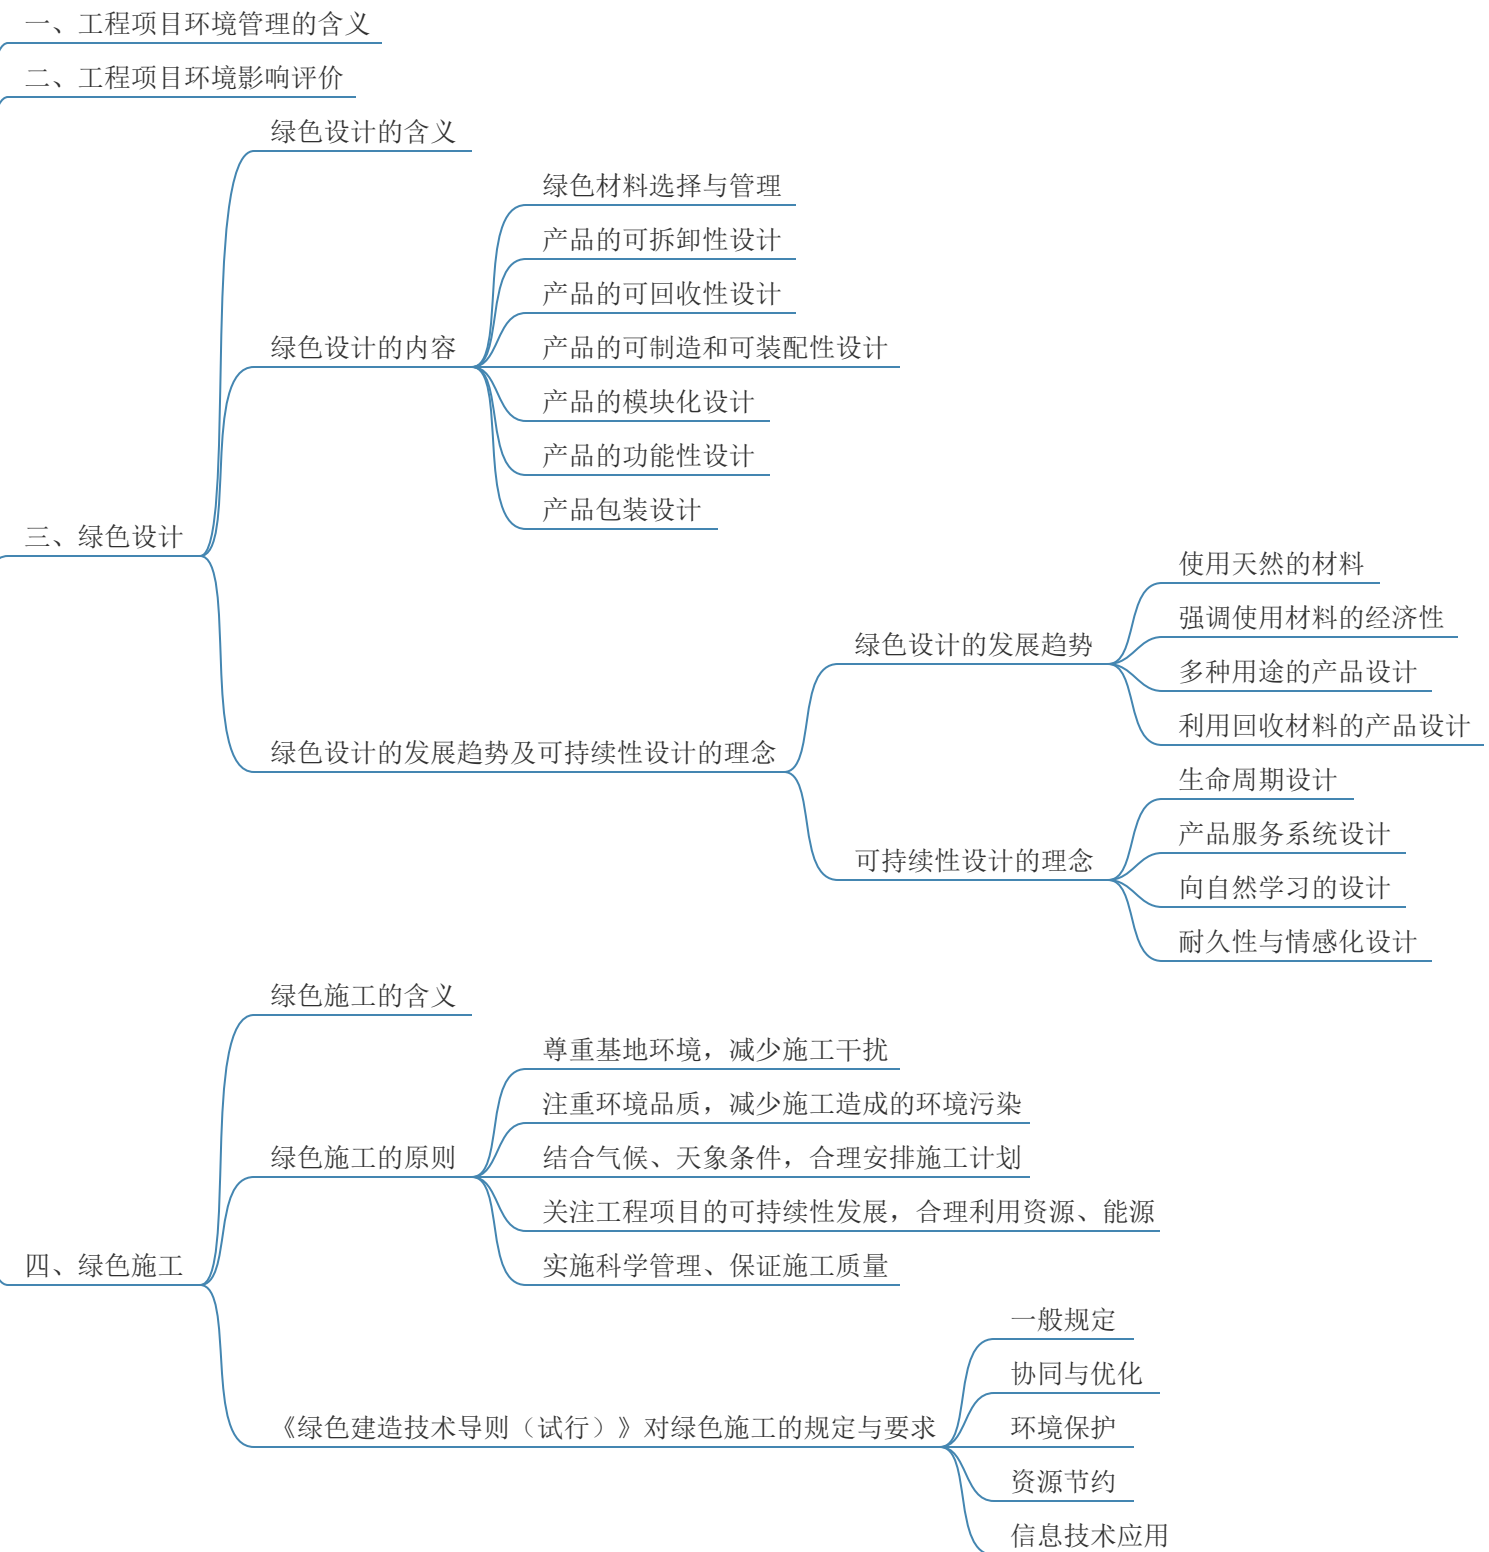 一、工程项目环境管理的含义
二、工程项目环境影响评价
绿色设计的含义
绿色材料选择与管理
产品的可拆卸性设计
产品的可回收性设计
绿色设计的内容
产品的可制造和可装配性设计
产品的模块化设计
产品的功能性设计
产品包装设计
三、绿色设计
使用天然的材料
强调使用材料的经济性
绿色设计的发展趋势
多种用途的产品设计
利用回收材料的产品设计
绿色设计的发展趋势及可持续性设计的理念
生命周期设计
产品服务系统设计
可持续性设计的理念
向自然学习的设计
耐久性与情感化设计
绿色施工的含义
尊重基地环境，减少施工干扰
注重环境品质，减少施工造成的环境污染
绿色施工的原则
结合气候、天象条件，合理安排施工计划
关注工程项目的可持续性发展，合理利用资源、能源
四、绿色施工
实施科学管理、保证施工质量
一般规定
协同与优化
《绿色建造技术导则（试行）》对绿色施工的规定与要求
环境保护
资源节约
信息技术应用